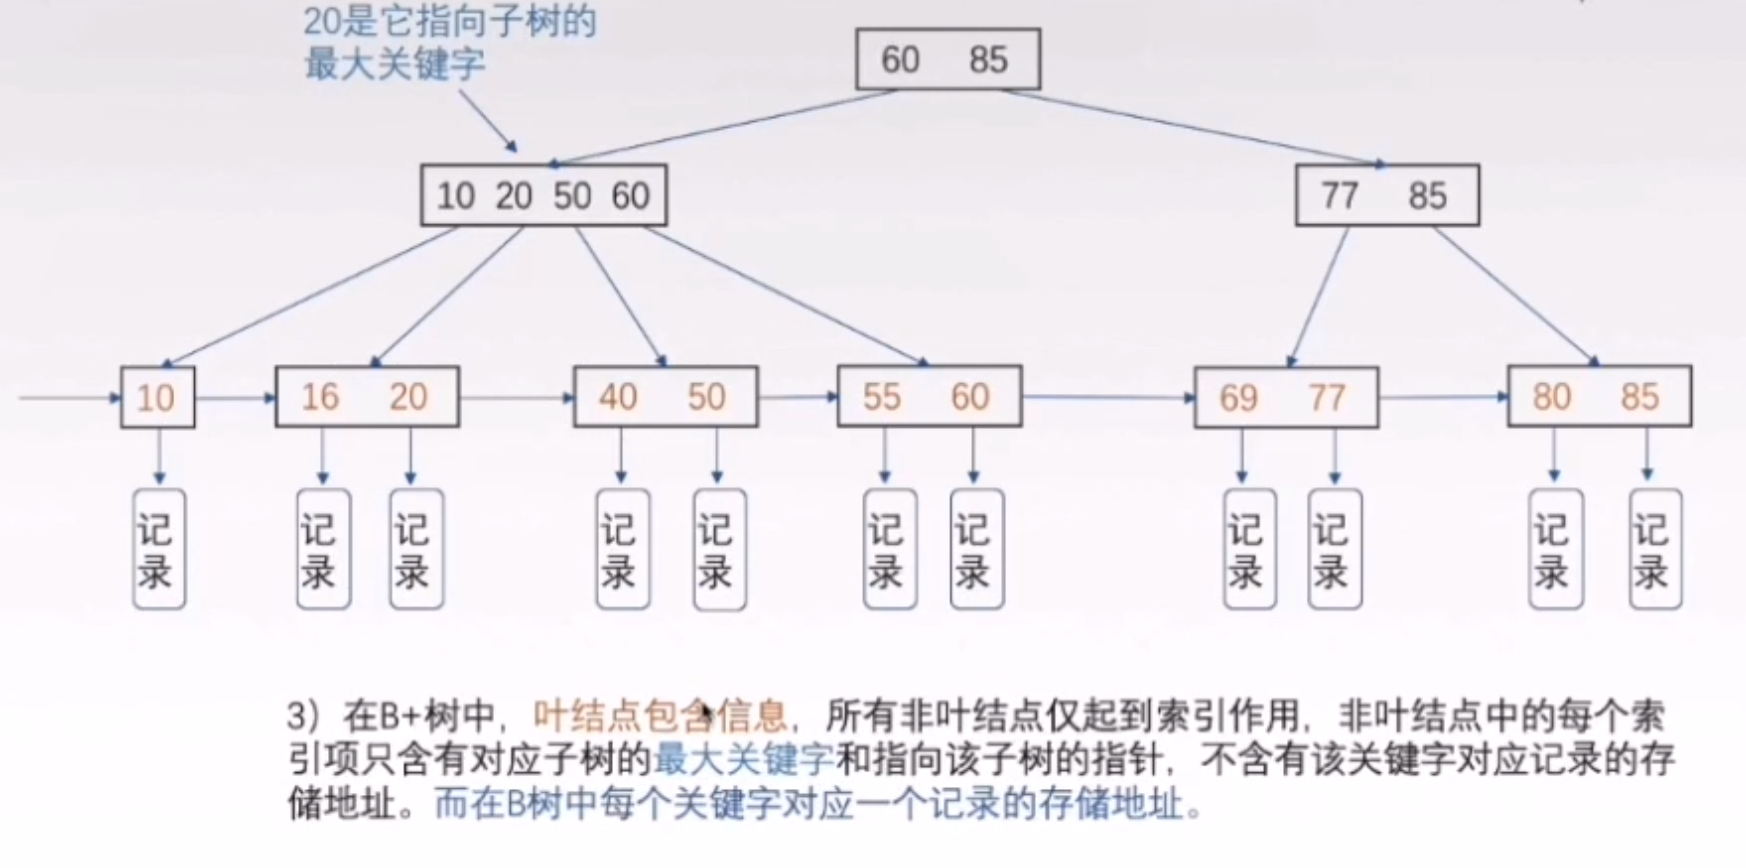 20是它指向子树的
最大关键字
60 85
10 20 50 60
77 85
10
16 20
40 50
55 60
69 77
80 85
记录
记录
记录
记录
记录
记录
记录
记录
记录
记录
记录
3）在B+树中，叶结点包含信息，所有非叶结点仅起到索引作用，非叶结点中的每个索
引项只含有对应子树的最大关键字和指向该子树的指针，不含有该关键字对应记录的存
储地址。而在B树中每个关键字对应一个记录的存储地址。